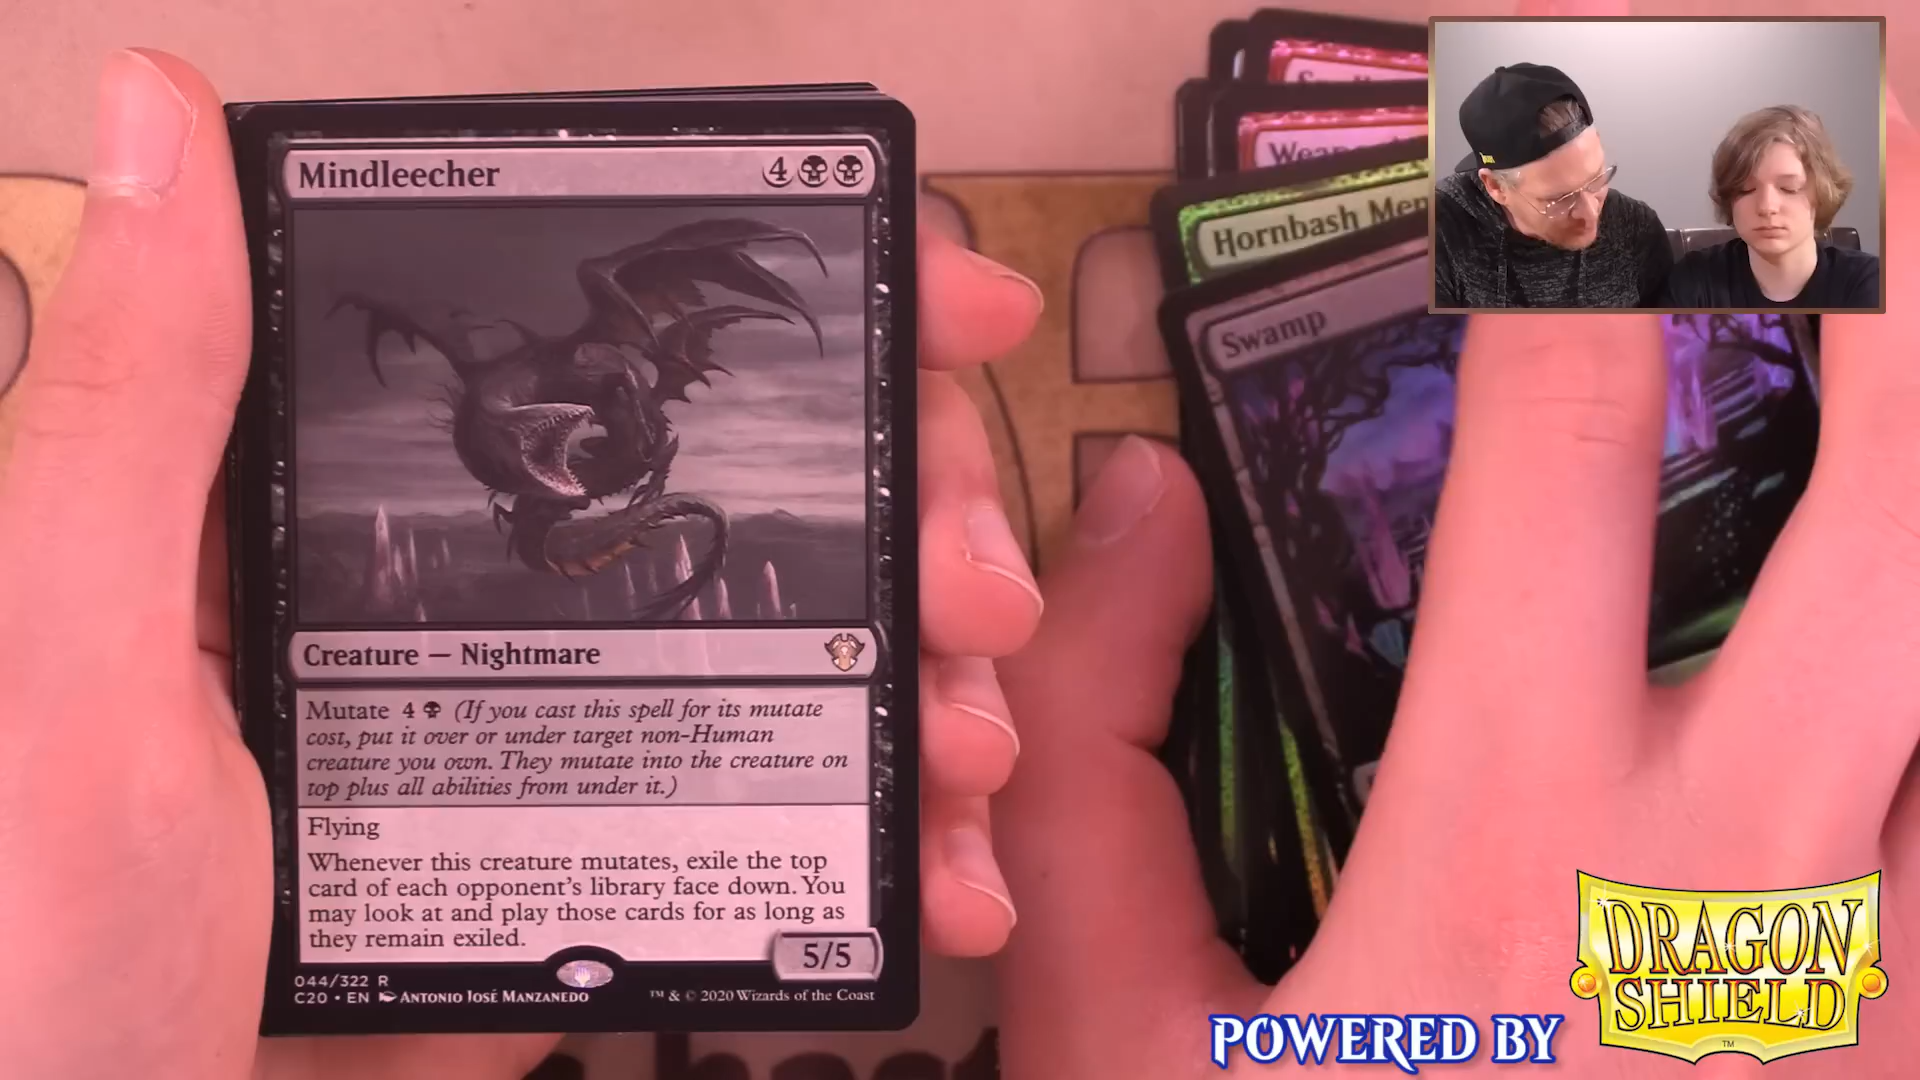 Mindleecher 4
Creature — Nightmare
Mutate 4 (If you cast this spell for its mutate
cost, put it over or under target non-Human
creature you own. They mutate into the creature on
top plus all abilities from under it.)
Flying
Whenever this creature mutates, exile the top
card of each opponent's library face down. You
may look at and play those cards for as long as
they remain exiled.
5/5
044/322 R
C20 • EN ANTONIO JOSÉ MANZANEDO
™ & © 2020 Wizards of the Coast
Hornbash
Swamp
POWERED BY
DRAGON
SHIELD
TM